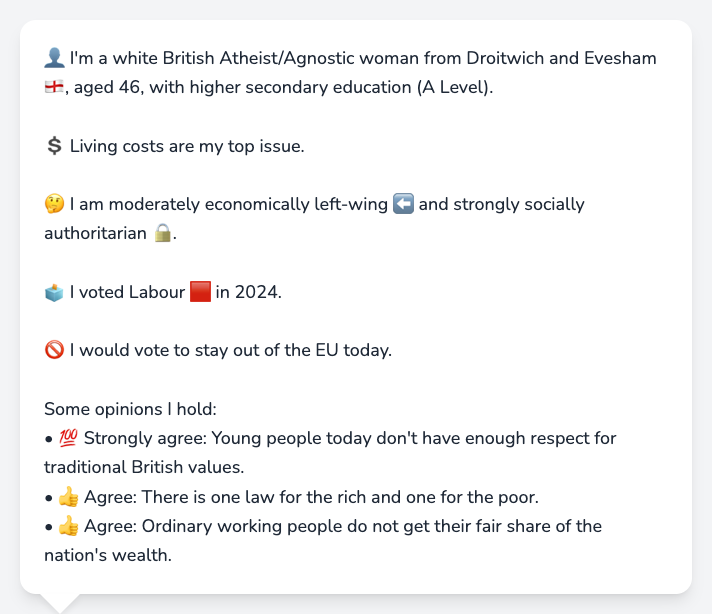 👤 I'm a white British Atheist/Agnostic woman from Droitwich and Evesham
🏴󠁧󠁢󠁥󠁮󠁧󠁿, aged 46, with higher secondary education (A Level).
💲 Living costs are my top issue.
🤔 I am moderately economically left-wing ⬅️ and strongly socially
authoritarian 🔒.
🗳️ I voted Labour 🟥 in 2024.
🚫 I would vote to stay out of the EU today.
Some opinions I hold:
• 💯 Strongly agree: Young people today don't have enough respect for
traditional British values.
• 👍 Agree: There is one law for the rich and one for the poor.
• 👍 Agree: Ordinary working people do not get their fair share of the
nation's wealth.